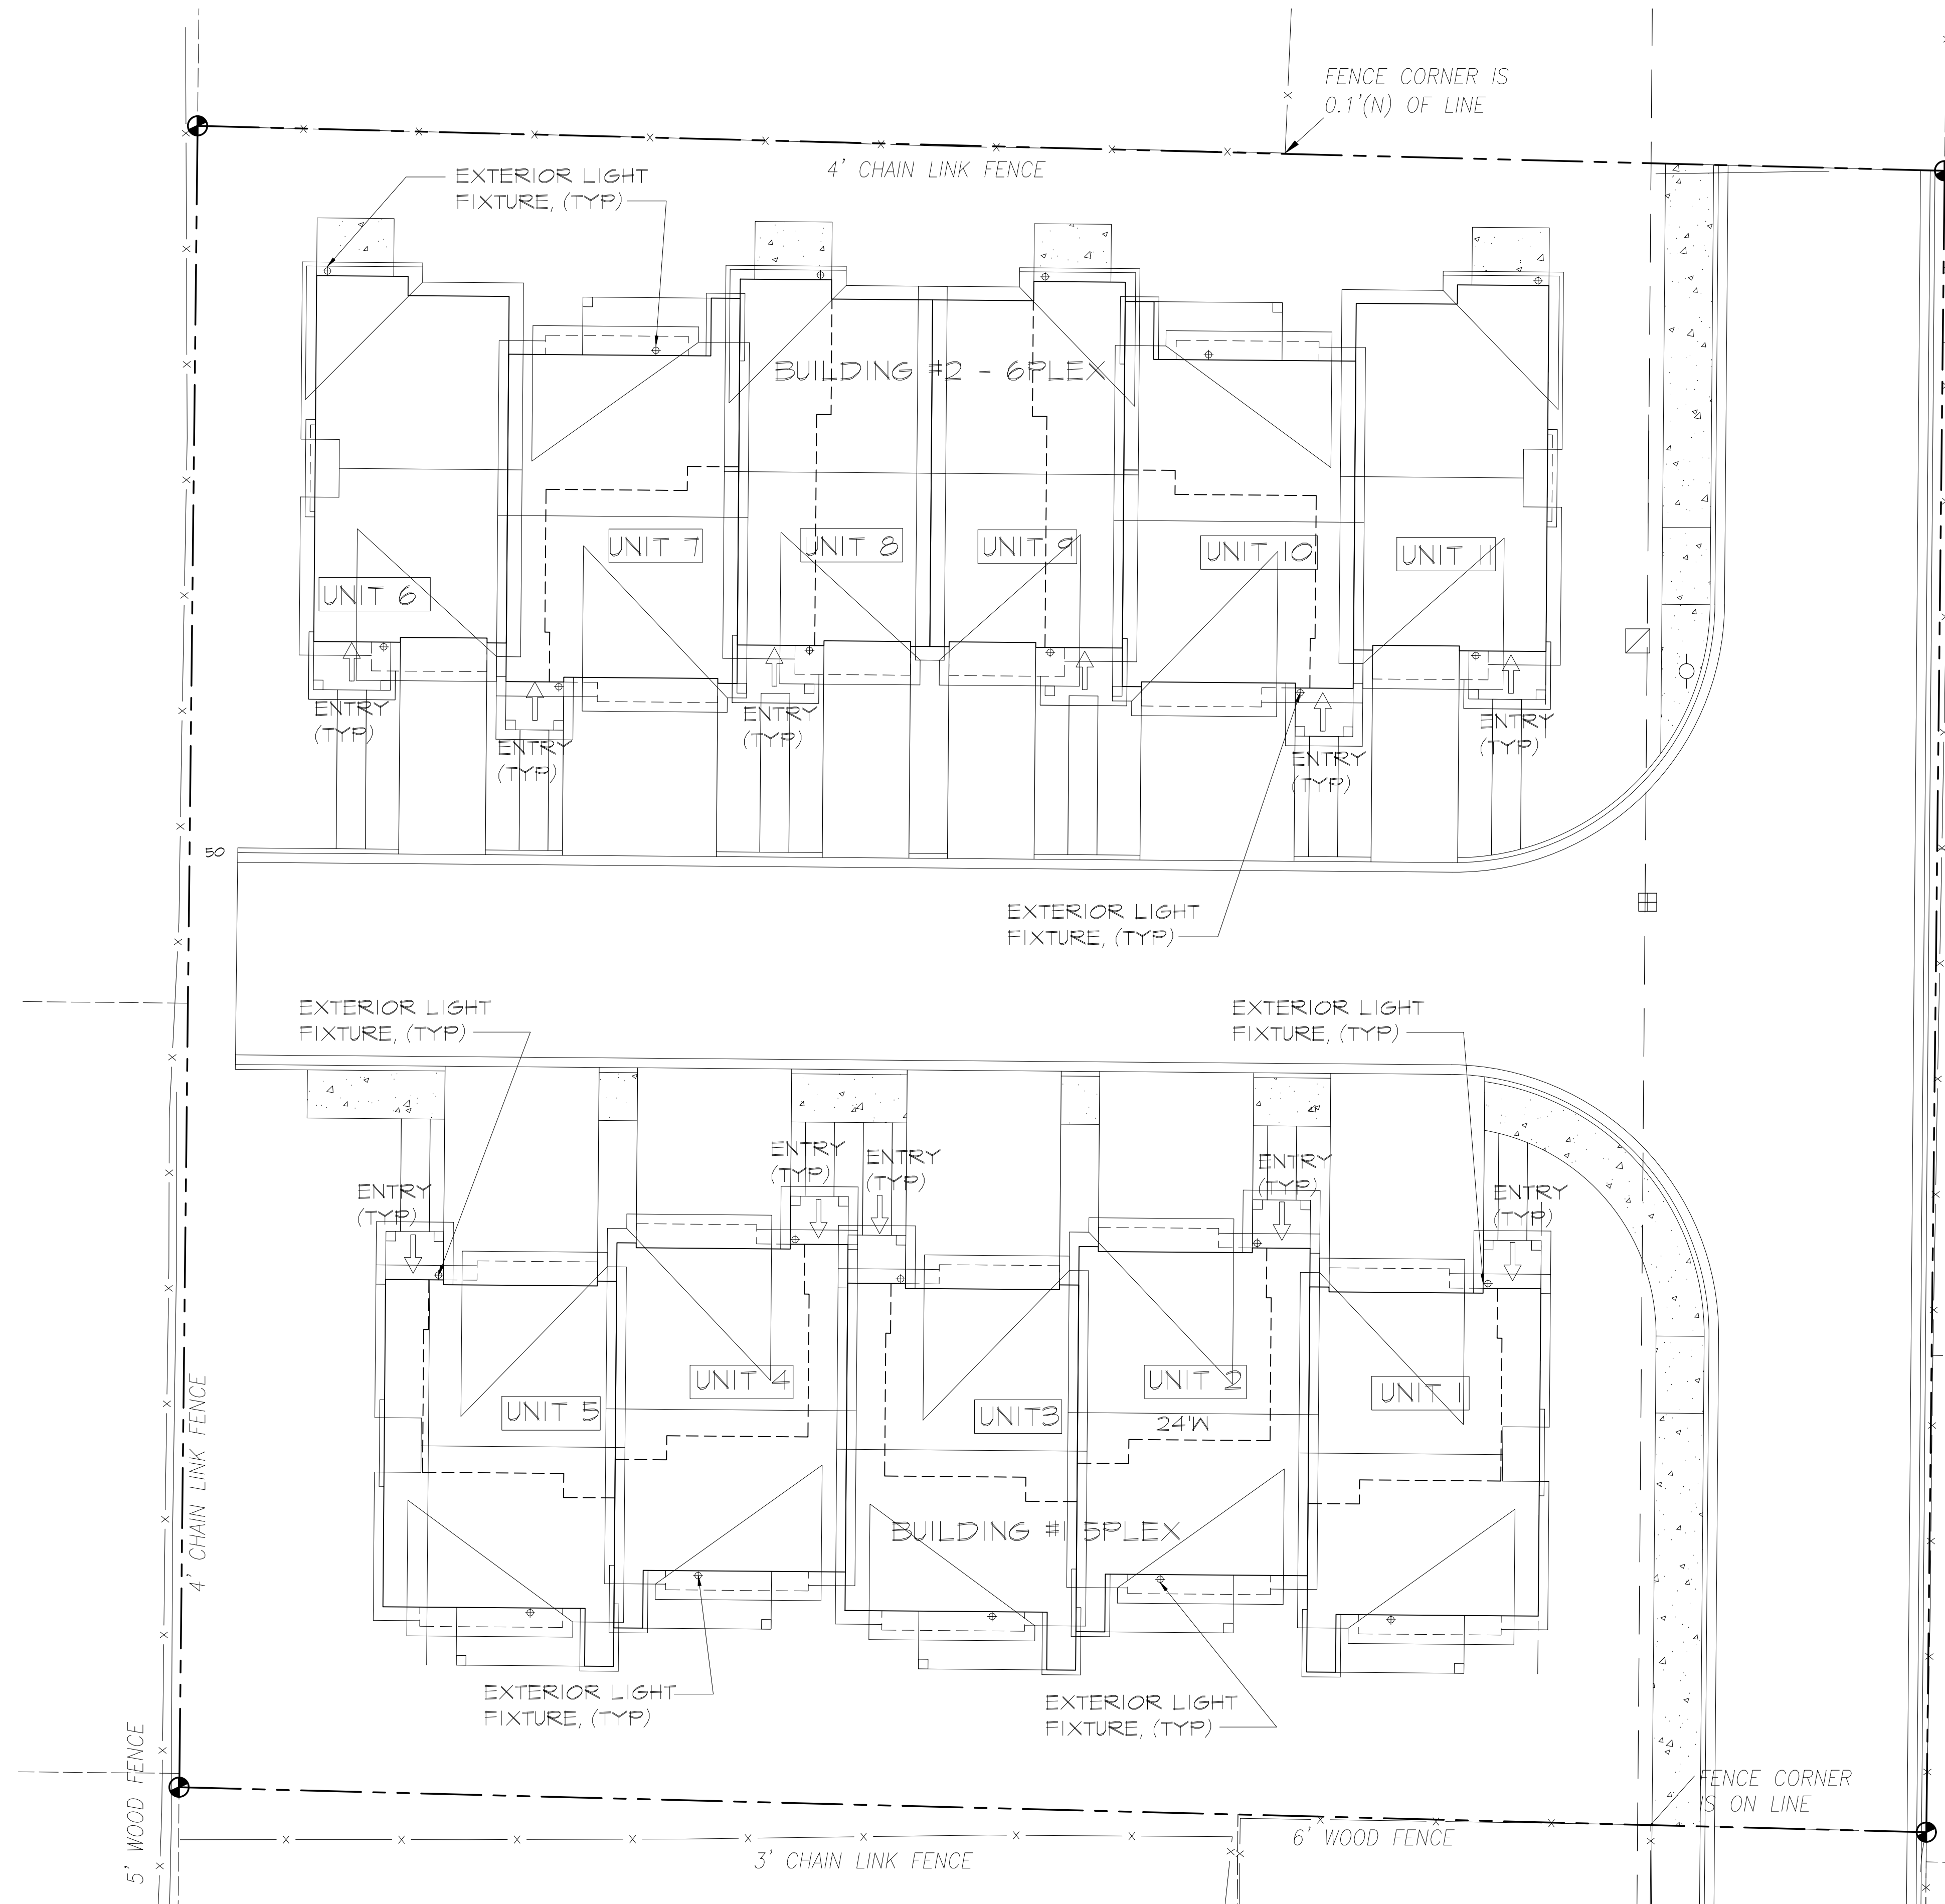 FENCE CORNER IS
0.1'(N) OF LINE
4' CHAIN LINK FENCE
EXTERIOR LIGHT
FIXTURE, (TYP)
BUILDING #2 - 6PLEX
UNIT 6
UNIT 7
UNIT 8
UNIT 9
UNIT 10
UNIT 11
ENTRY
(TYP)
ENTRY
(TYP)
ENTRY
(TYP)
ENTRY
(TYP)
ENTRY
(TYP)
50
EXTERIOR LIGHT
FIXTURE, (TYP)
EXTERIOR LIGHT
FIXTURE, (TYP)
EXTERIOR LIGHT
FIXTURE, (TYP)
ENTRY
(TYP)
ENTRY
(TYP)
ENTRY
(TYP)
ENTRY
(TYP)
ENTRY
(TYP)
UNIT 5
UNIT 4
UNIT3
UNIT 2
24'W
UNIT 1
4' CHAIN LINK FENCE
BUILDING #1 5PLEX
EXTERIOR LIGHT
FIXTURE, (TYP)
EXTERIOR LIGHT
FIXTURE, (TYP)
5' WOOD FENCE
FENCE CORNER
IS ON LINE
6' WOOD FENCE
3' CHAIN LINK FENCE